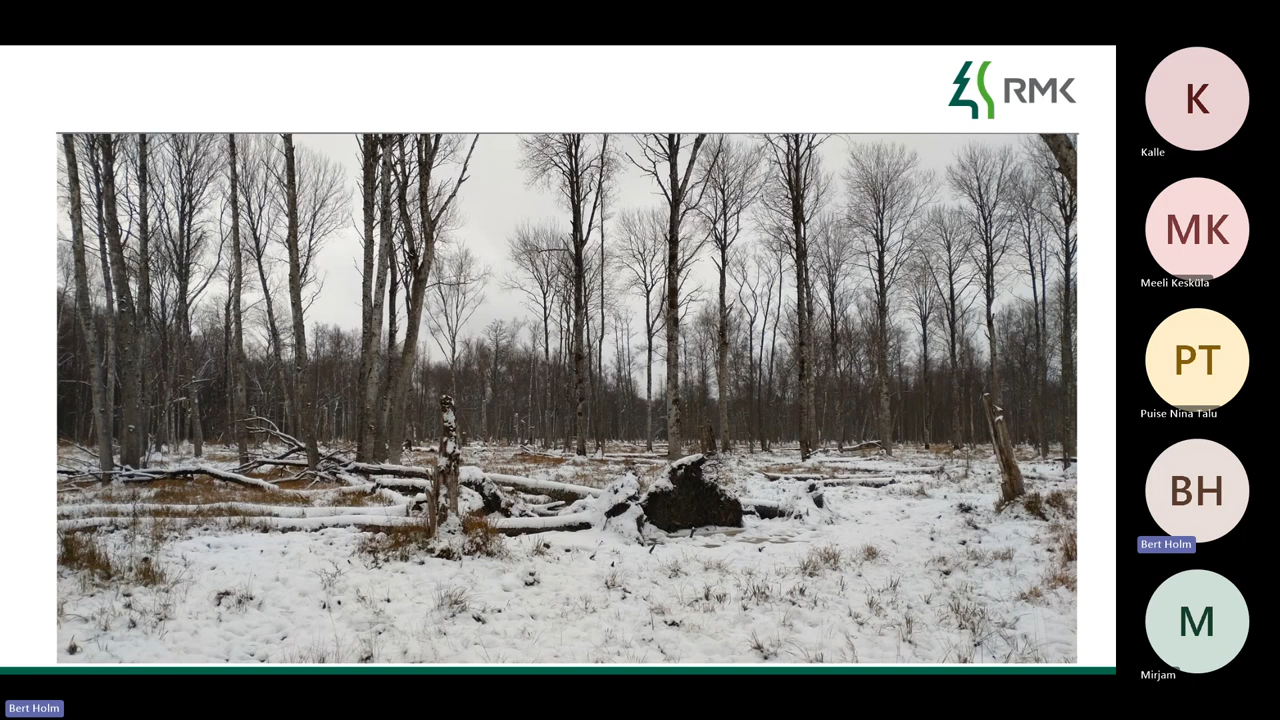 RMK
K
Kalle
MK
Meeli Kesküla
PT
Puise Nina Talu
BH
Bert Holm
M
Mirjam
Bert Holm